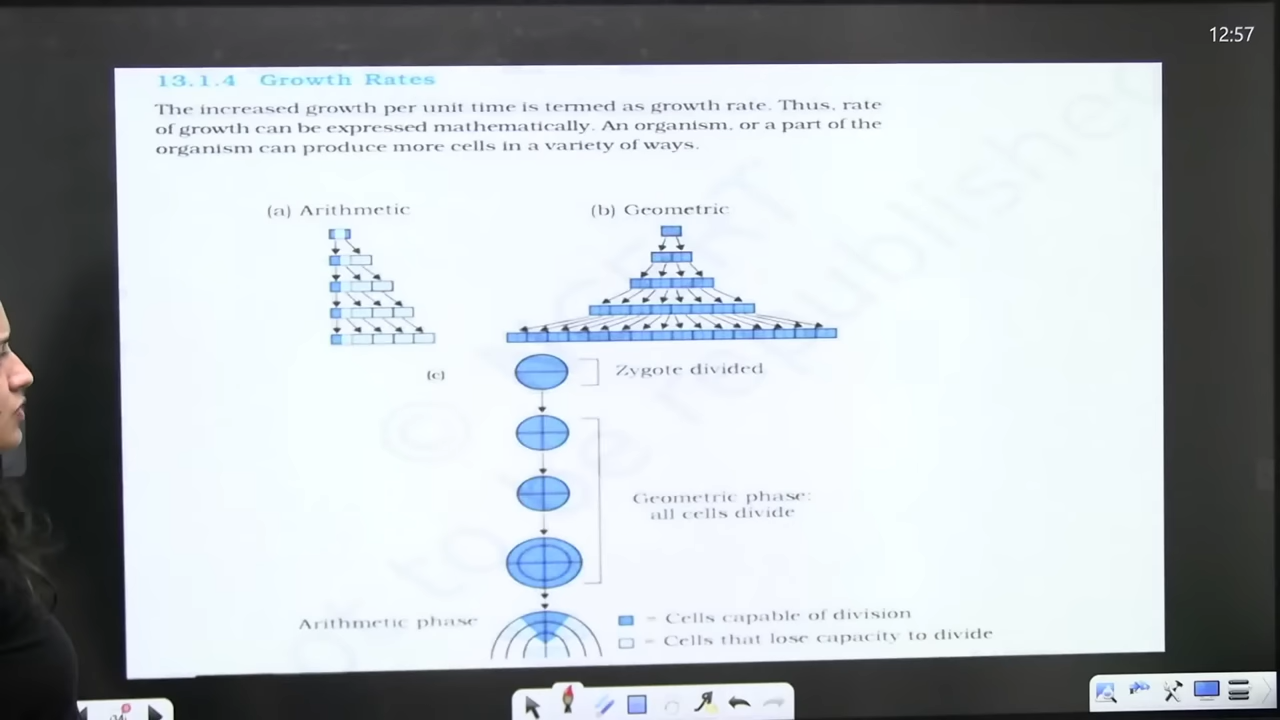 12:57
13.1.4 Growth Rates
The increased growth per unit time is termed as growth rate. Thus, rate
of growth can be expressed mathematically. An organism, or a part of the
organism can produce more cells in a variety of ways.
(a) Arithmetic
(b) Geometric
(c)
Zygote divided
Geometric phase:
all cells divide
Arithmetic phase
= Cells capable of division
= Cells that lose capacity to divide